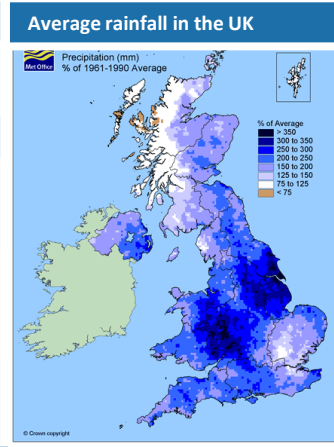 Average rainfall in the UK
Met Office
Precipitation (mm)
% of 1961-1990 Average
% of Average
> 350
300 to 350
250 to 300
200 to 250
150 to 200
125 to 150
75 to 125
< 75
© Crown copyright